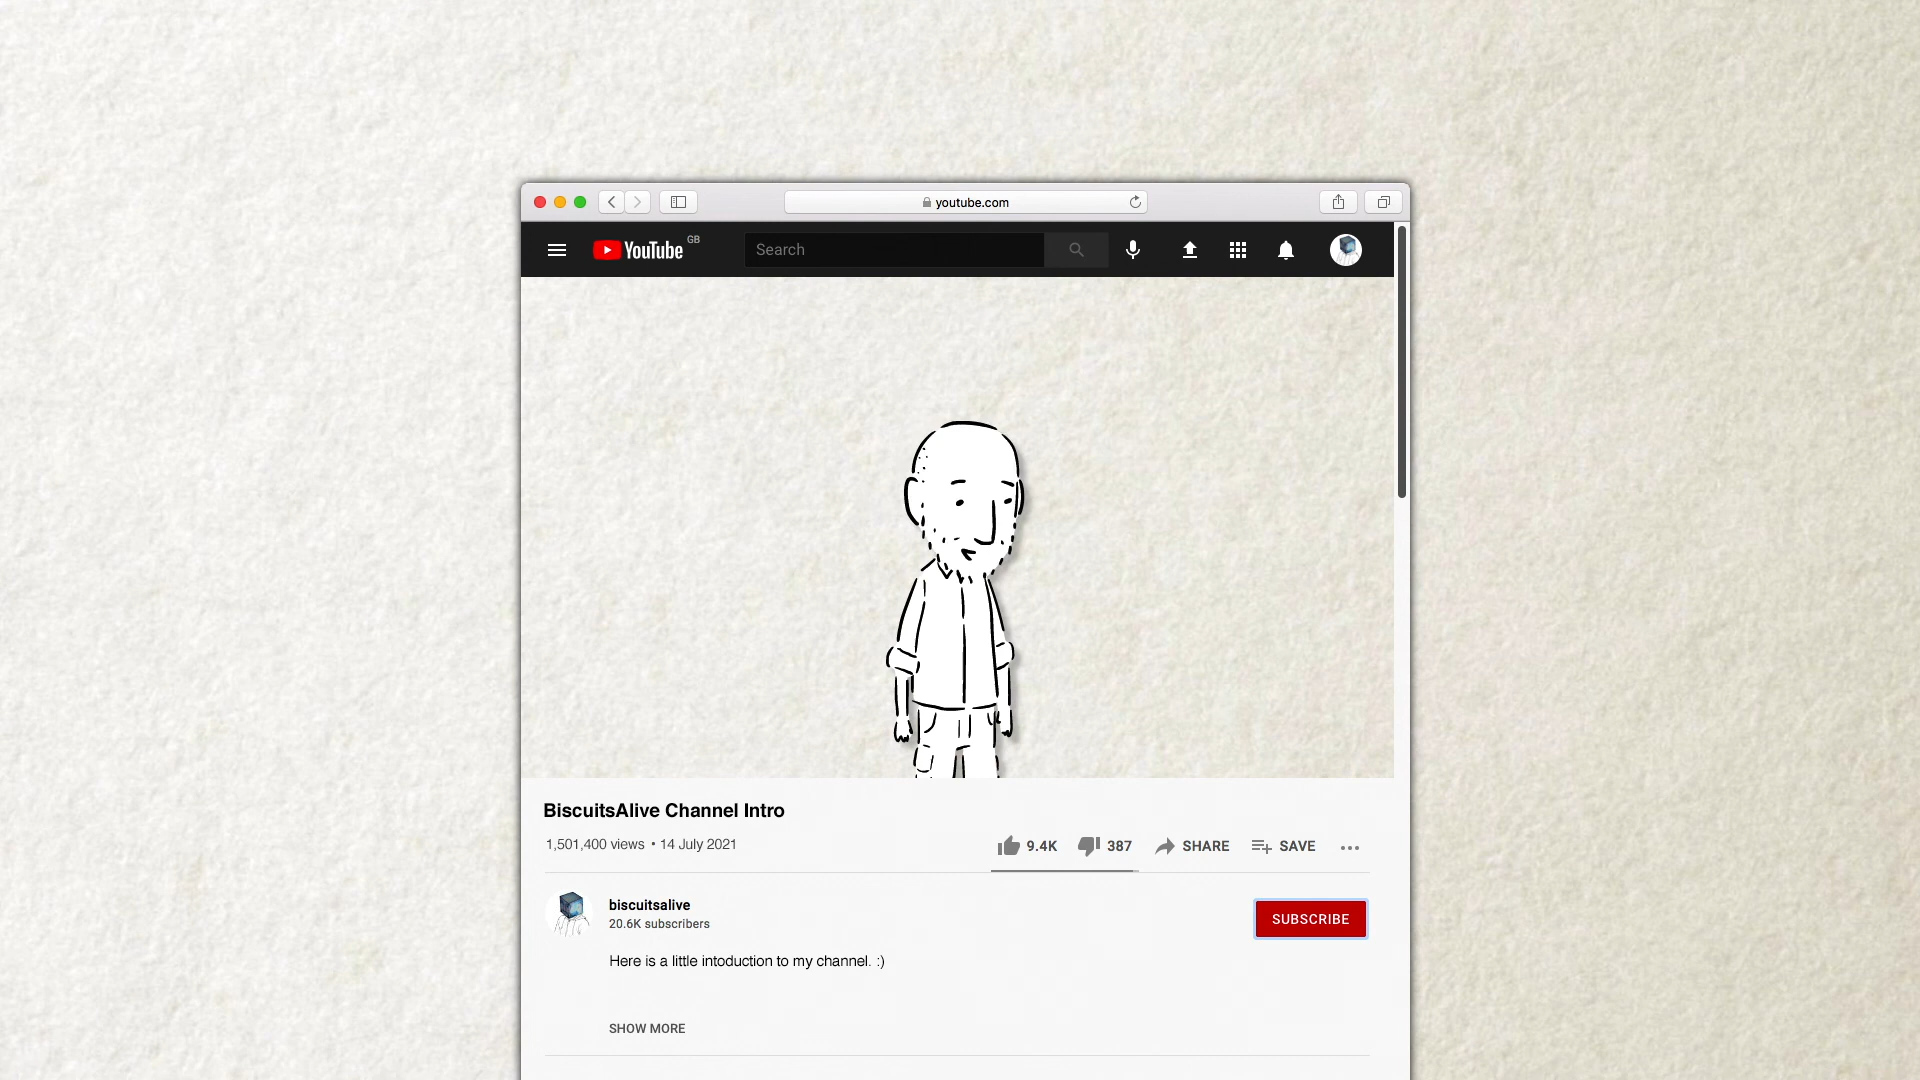 youtube.com
YouTube GB
Search
BiscuitsAlive Channel Intro
1,501,400 views • 14 July 2021
9.4K 387 SHARE SAVE
biscuitsalive
20.6K subscribers
SUBSCRIBE
Here is a little intoduction to my channel. :)
SHOW MORE